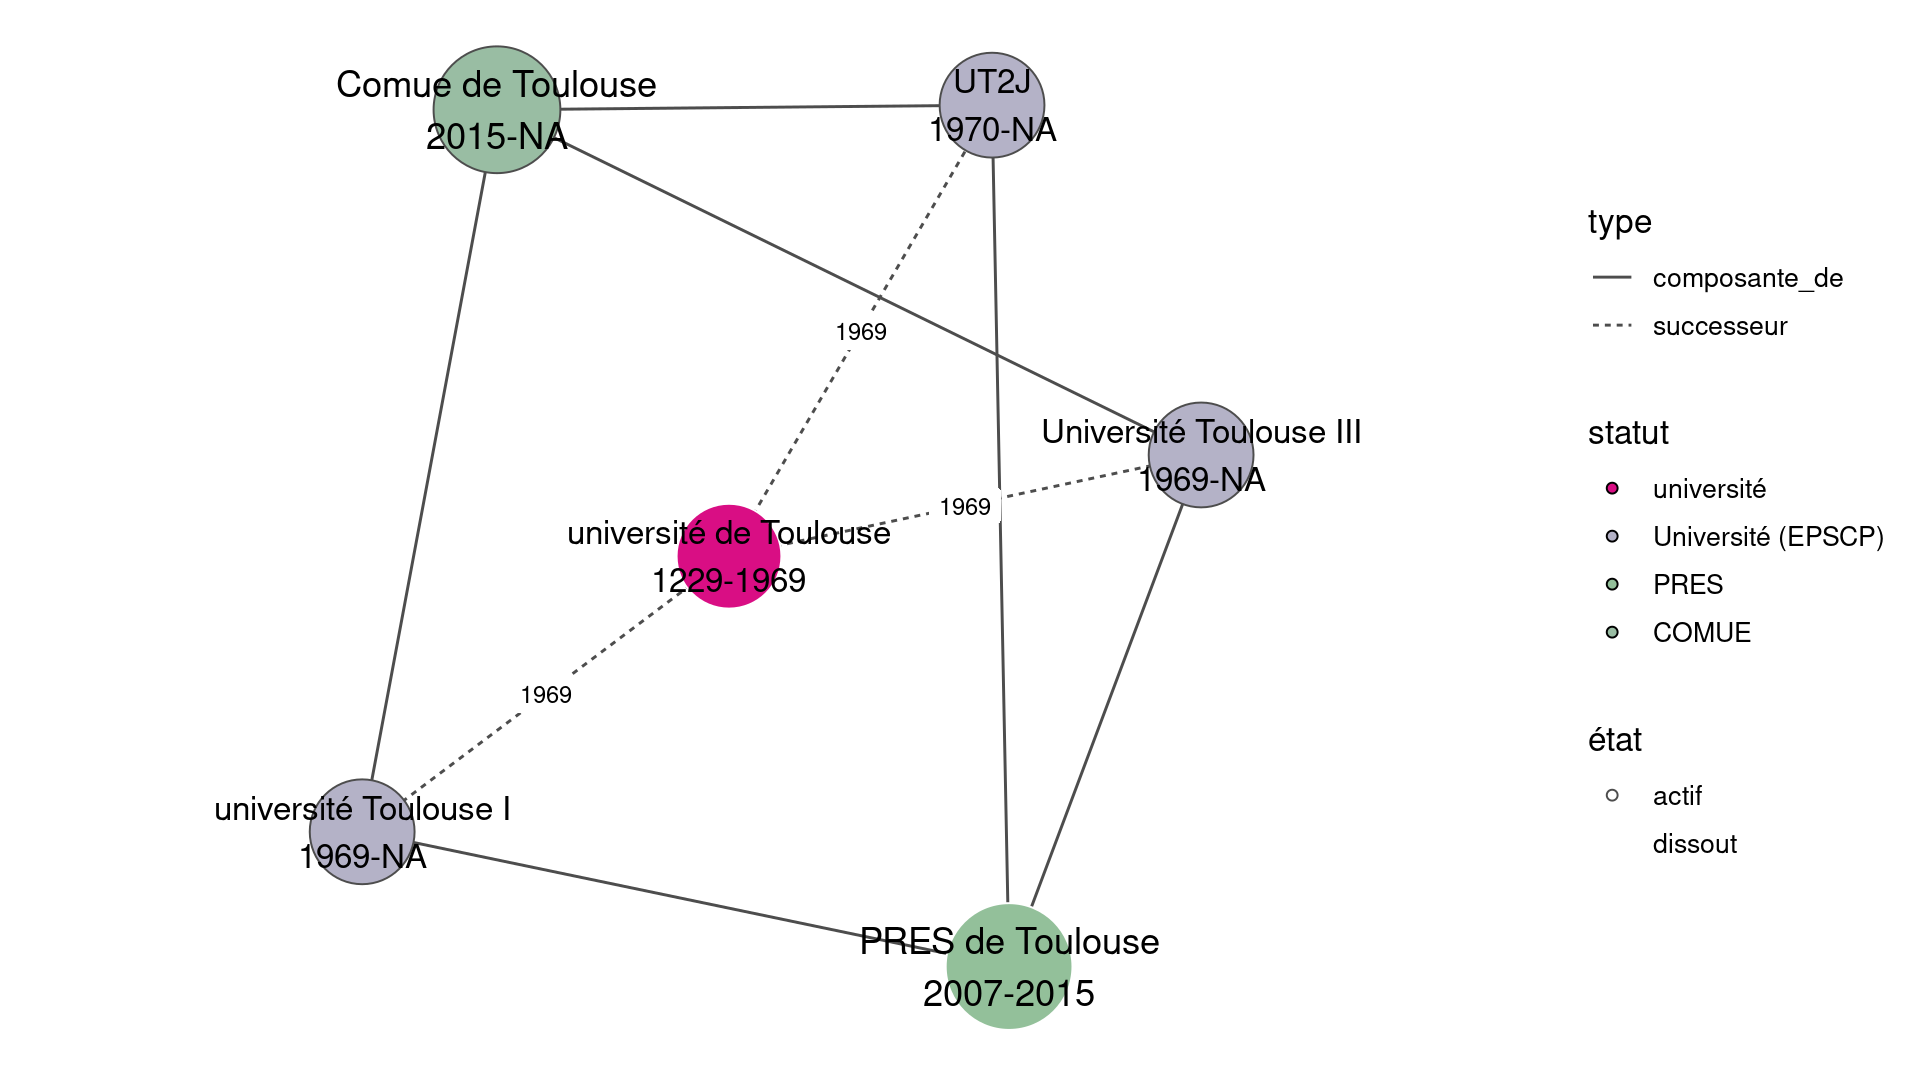 Comue de Toulouse
2015-NA
UT2J
1970-NA
1969
Université Toulouse III
1969-NA
1969
université de Toulouse
1229-1969
1969
université Toulouse I
1969-NA
PRES de Toulouse
2007-2015
type
composante_de
successeur
statut
université
Université (EPSCP)
PRES
COMUE
état
actif
dissout